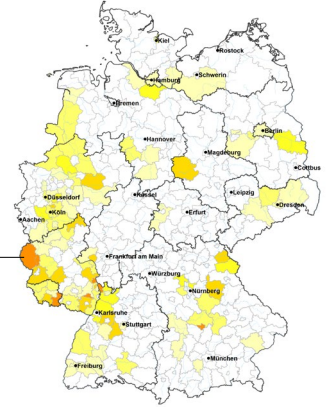 Kiel
Rostock
Hamburg
Schwerin
Bremen
Berlin
Hannover
Magdeburg
Cottbus
Kassel
Leipzig
Düsseldorf
Dresden
Köln
Erfurt
Aachen
Frankfurt am Main
Würzburg
Nürnberg
Karlsruhe
Stuttgart
München
Freiburg